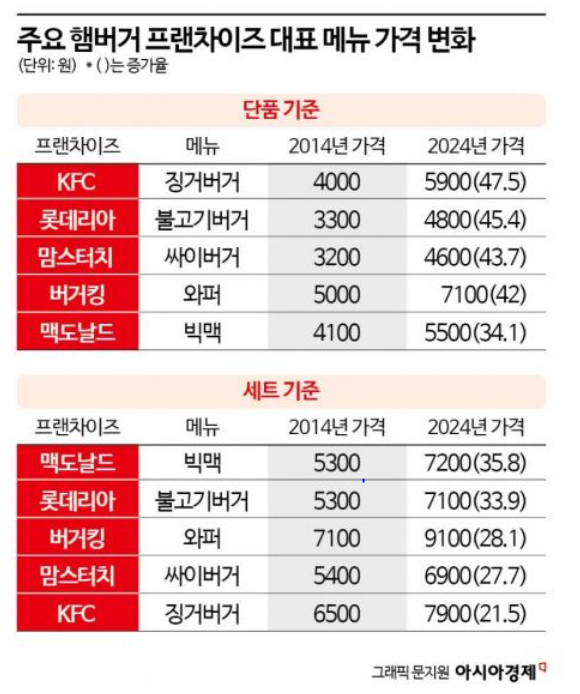 주요 햄버거 프랜차이즈 대표 메뉴 가격 변화
(단위: 원) *( )는 증가율
단품 기준
프랜차이즈 메뉴 2014년 가격 2024년 가격
KFC 징거버거 4000 5900(47.5)
롯데리아 불고기버거 3300 4800(45.4)
맘스터치 싸이버거 3200 4600(43.7)
버거킹 와퍼 5000 7100(42)
맥도날드 빅맥 4100 5500(34.1)
세트 기준
프랜차이즈 메뉴 2014년 가격 2024년 가격
맥도날드 빅맥 5300 7200(35.8)
롯데리아 불고기버거 5300 7100(33.9)
버거킹 와퍼 7100 9100(28.1)
맘스터치 싸이버거 5400 6900(27.7)
KFC 징거버거 6500 7900(21.5)
그래픽 문지원 아시아경제